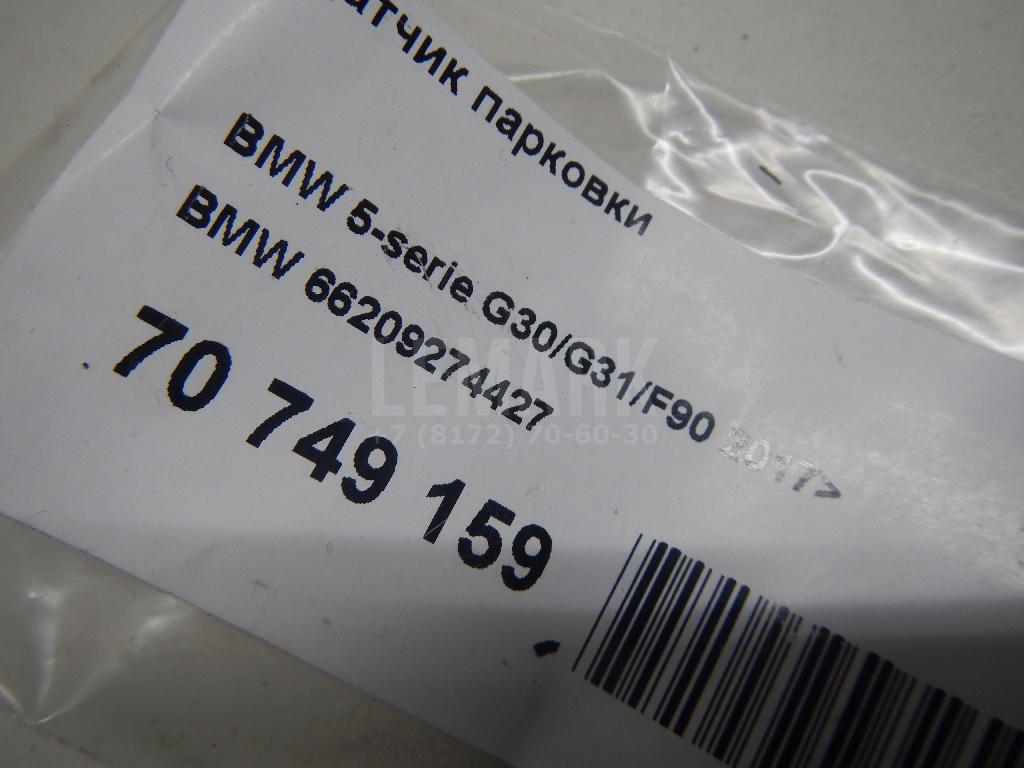 атчик парковки
BMW 5-serie G30/G31/F90 2017>
BMW 66209274427
70 749 159
LEMARK
+7 (8172) 70-60-30